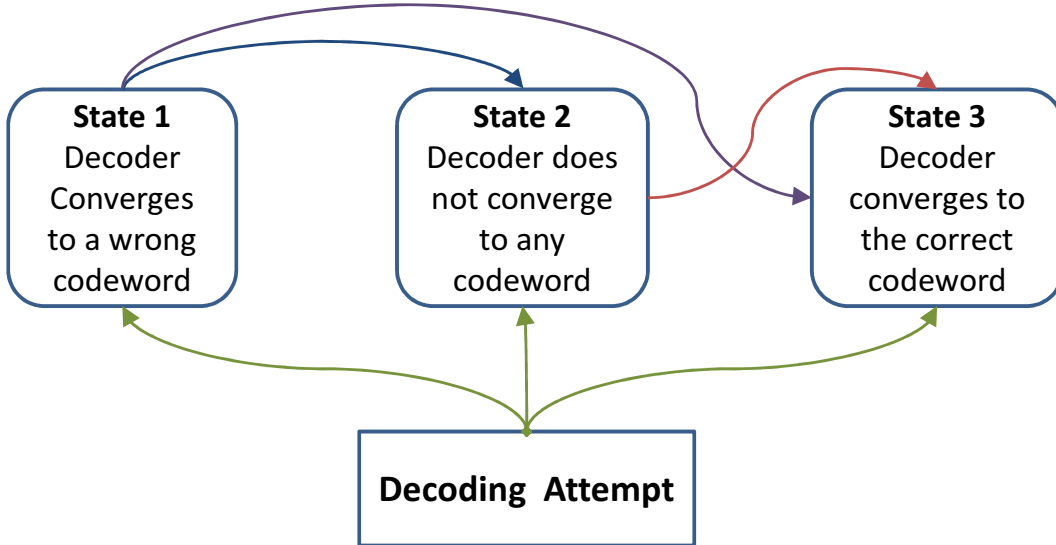 State 1
Decoder
Converges
to a wrong
codeword
State 2
Decoder does
not converge
to any
codeword
State 3
Decoder
converges to
the correct
codeword
Decoding Attempt